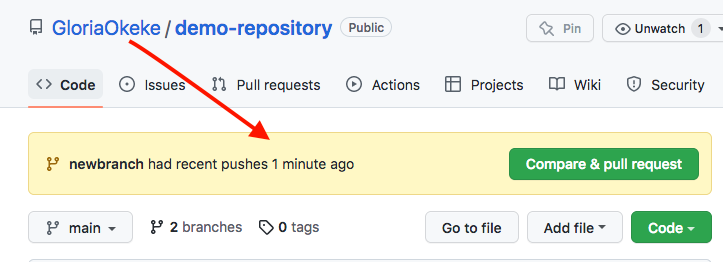 GloriaOkeke / demo-repository Public Pin Unwatch 1
Code Issues Pull requests Actions Projects Wiki Security
newbranch had recent pushes 1 minute ago Compare & pull request
main 2 branches 0 tags Go to file Add file Code